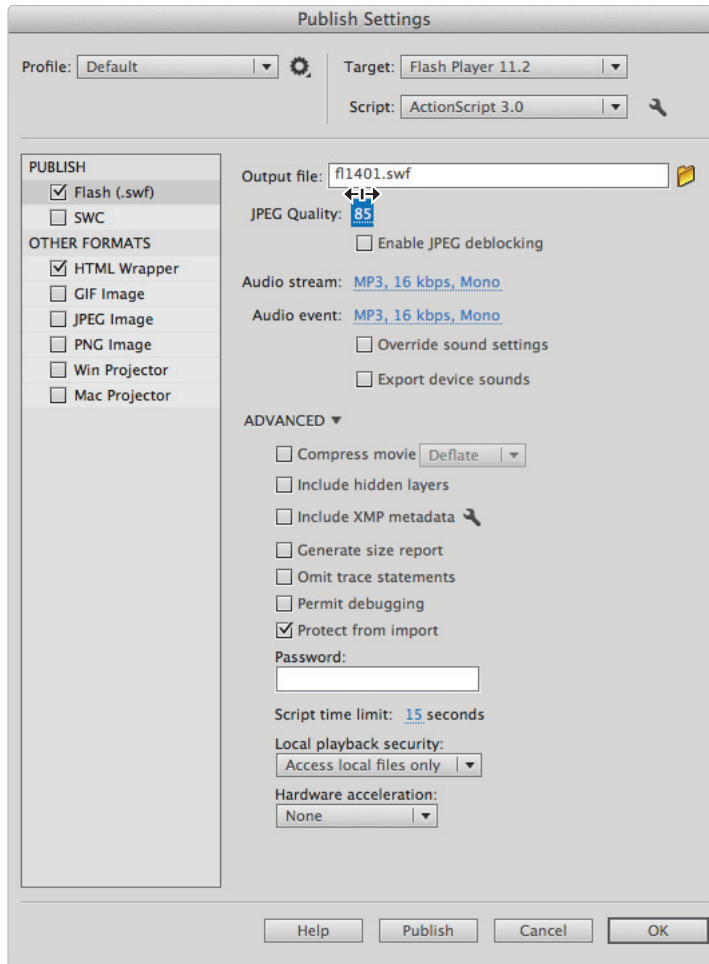 Publish Settings
Profile: Default
Target: Flash Player 11.2
Script: ActionScript 3.0
PUBLISH
Flash (.swf)
SWC
OTHER FORMATS
HTML Wrapper
GIF Image
JPEG Image
PNG Image
Win Projector
Mac Projector
Output file: fl1401.swf
JPEG Quality: 85
Enable JPEG deblocking
Audio stream: MP3, 16 kbps, Mono
Audio event: MP3, 16 kbps, Mono
Override sound settings
Export device sounds
ADVANCED
Compress movie Deflate
Include hidden layers
Include XMP metadata
Generate size report
Omit trace statements
Permit debugging
Protect from import
Password:
Script time limit: 15 seconds
Local playback security:
Access local files only
Hardware acceleration:
None
Help Publish Cancel OK